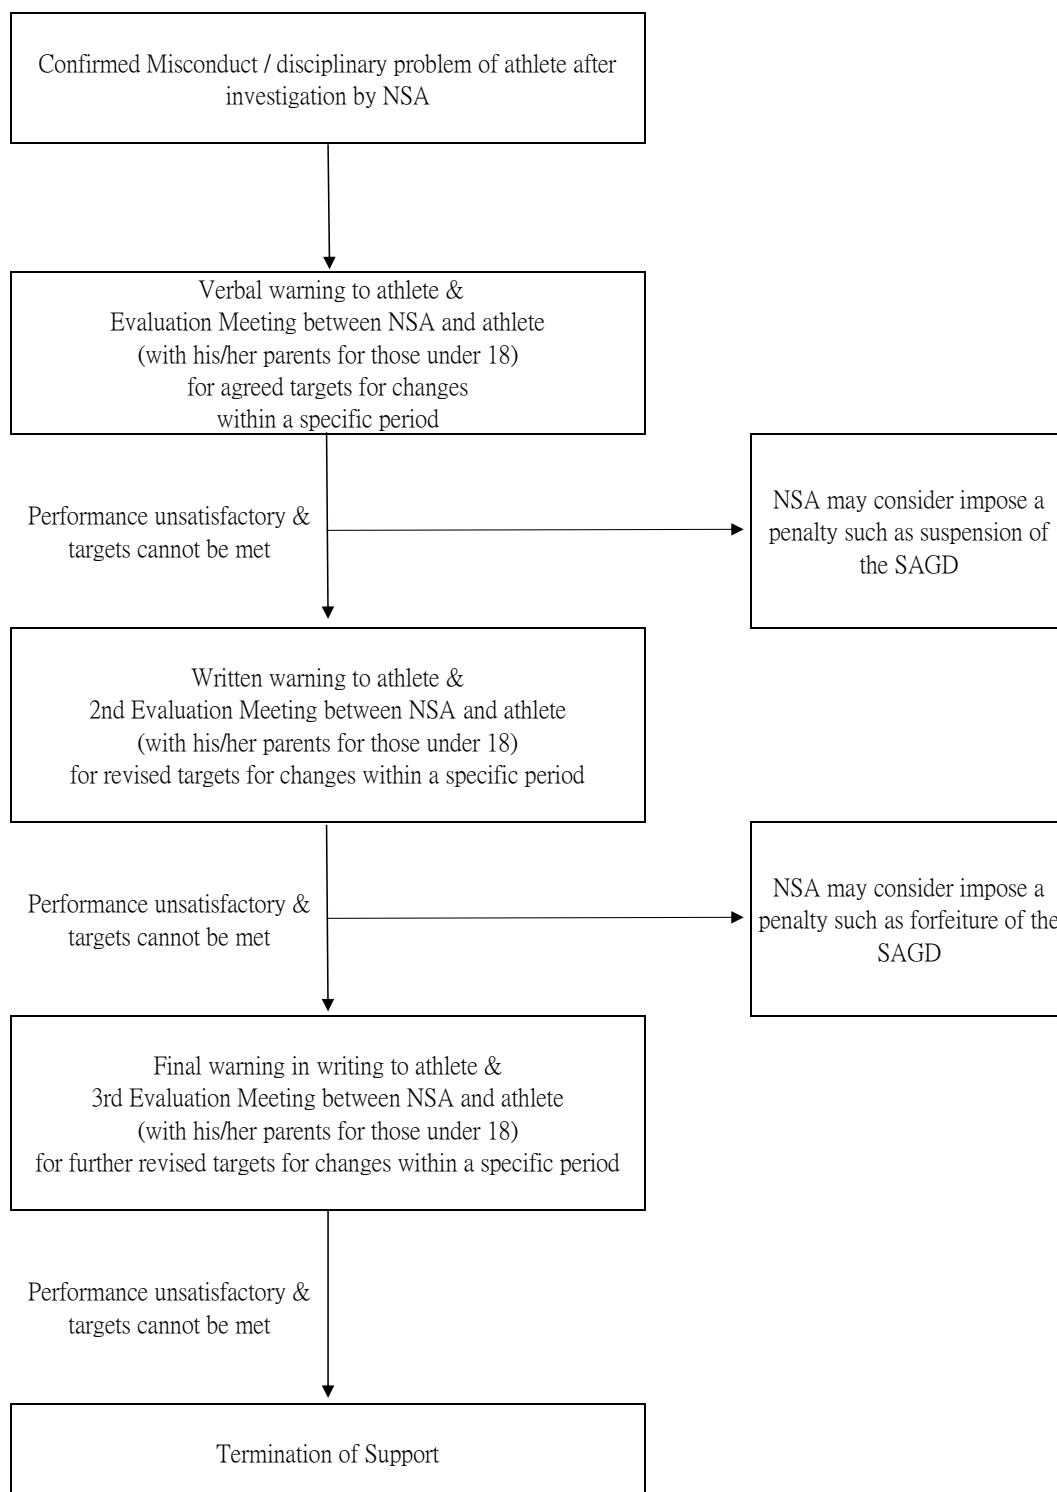 Confirmed Misconduct / disciplinary problem of athlete after
investigation by NSA
Verbal warning to athlete &
Evaluation Meeting between NSA and athlete
(with his/her parents for those under 18)
for agreed targets for changes
within a specific period
Performance unsatisfactory &
targets cannot be met
NSA may consider impose a
penalty such as suspension of
the SAGD
Written warning to athlete &
2nd Evaluation Meeting between NSA and athlete
(with his/her parents for those under 18)
for revised targets for changes within a specific period
Performance unsatisfactory &
targets cannot be met
NSA may consider impose a
penalty such as forfeiture of the
SAGD
Final warning in writing to athlete &
3rd Evaluation Meeting between NSA and athlete
(with his/her parents for those under 18)
for further revised targets for changes within a specific period
Performance unsatisfactory &
targets cannot be met
Termination of Support